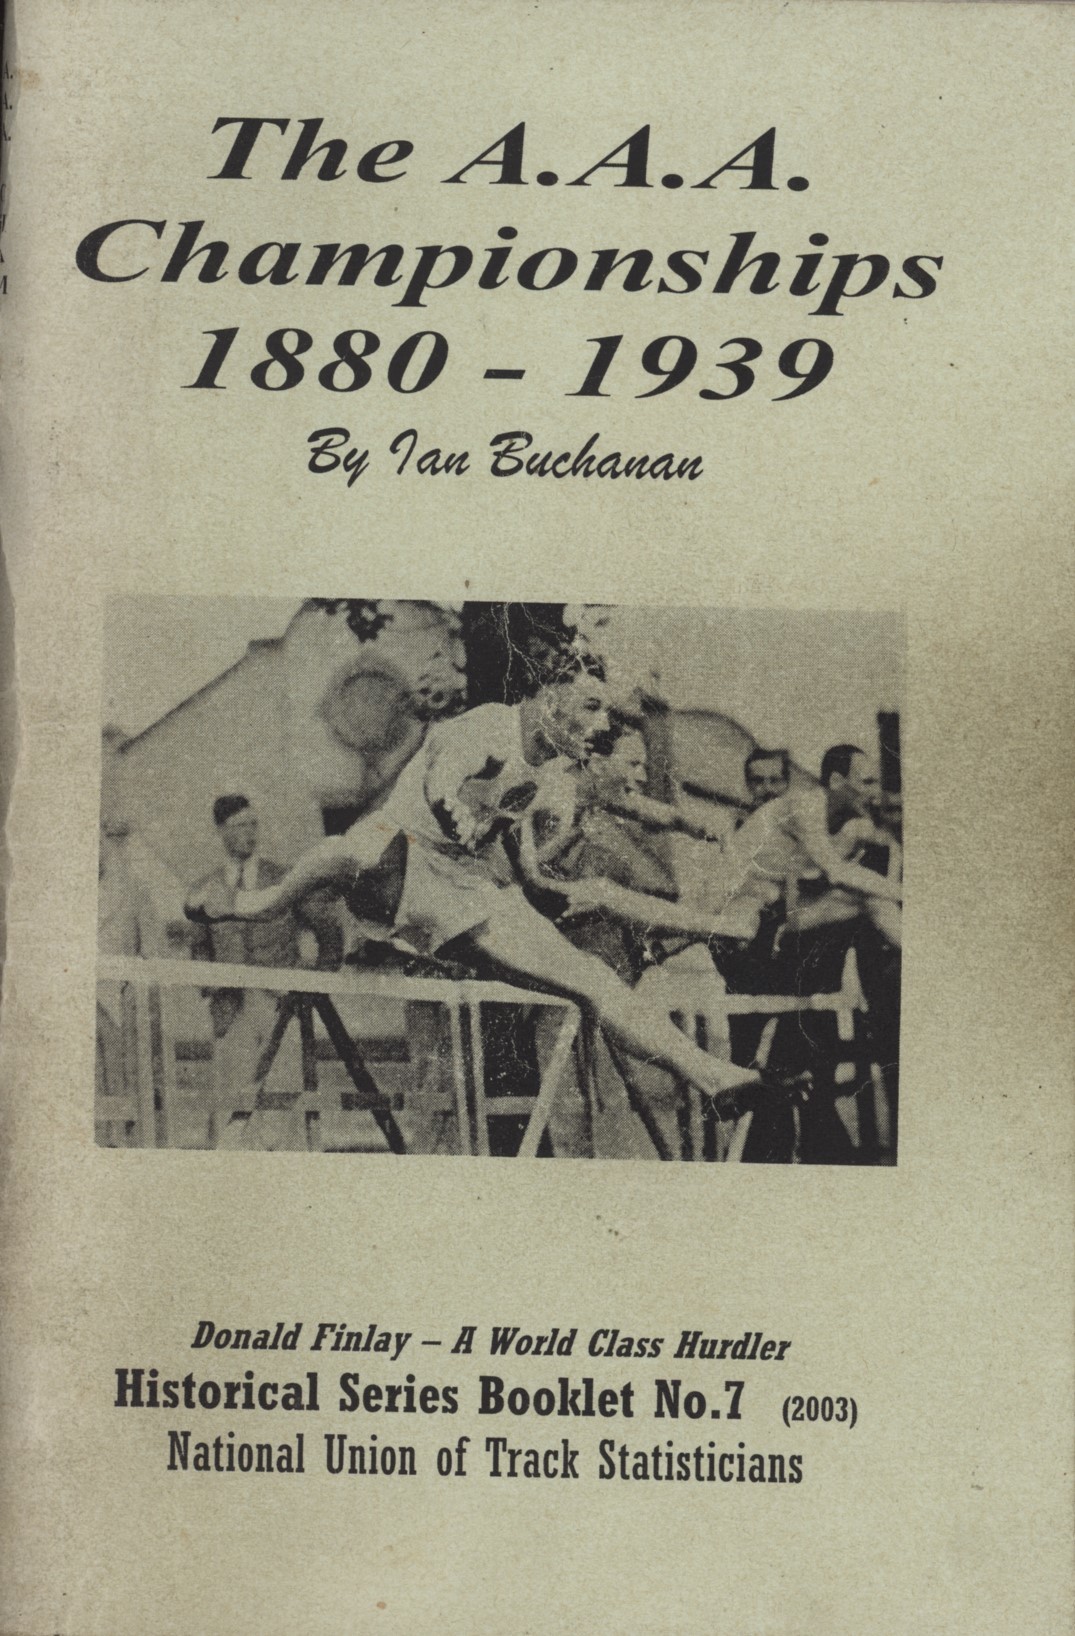 The A.A.A.
Championships
1880 - 1939
By Ian Buchanan
Donald Finlay – A World Class Hurdler
Historical Series Booklet No.7 (2003)
National Union of Track Statisticians